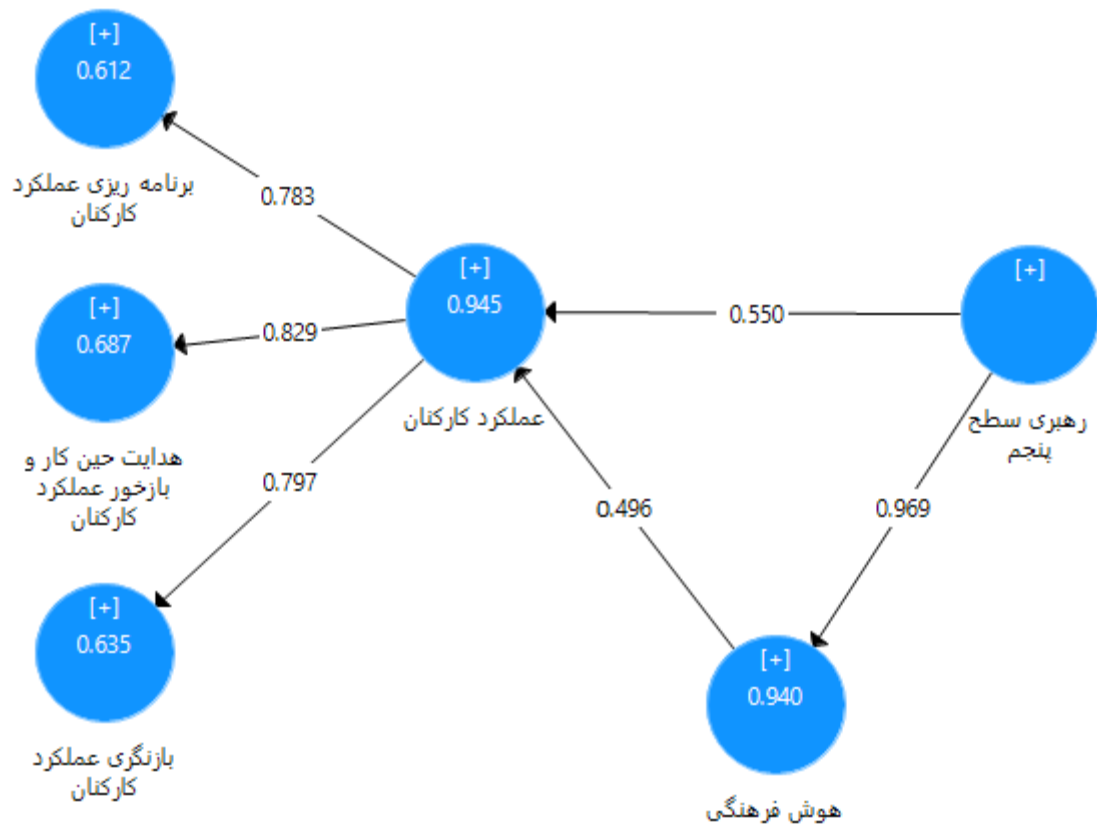 [+]
0.612
برنامه ریزی عملکرد
کارکنان
0.783
[+]
0.687
هدایت حین کار و
بازخور عملکرد
کارکنان
0.829
[+]
0.635
بازنگری عملکرد
کارکنان
0.797
[+]
0.945
عملکرد کارکنان
0.550
[+]
رهبری سطح
پنجم
0.496
0.969
[+]
0.940
هوش فرهنگی